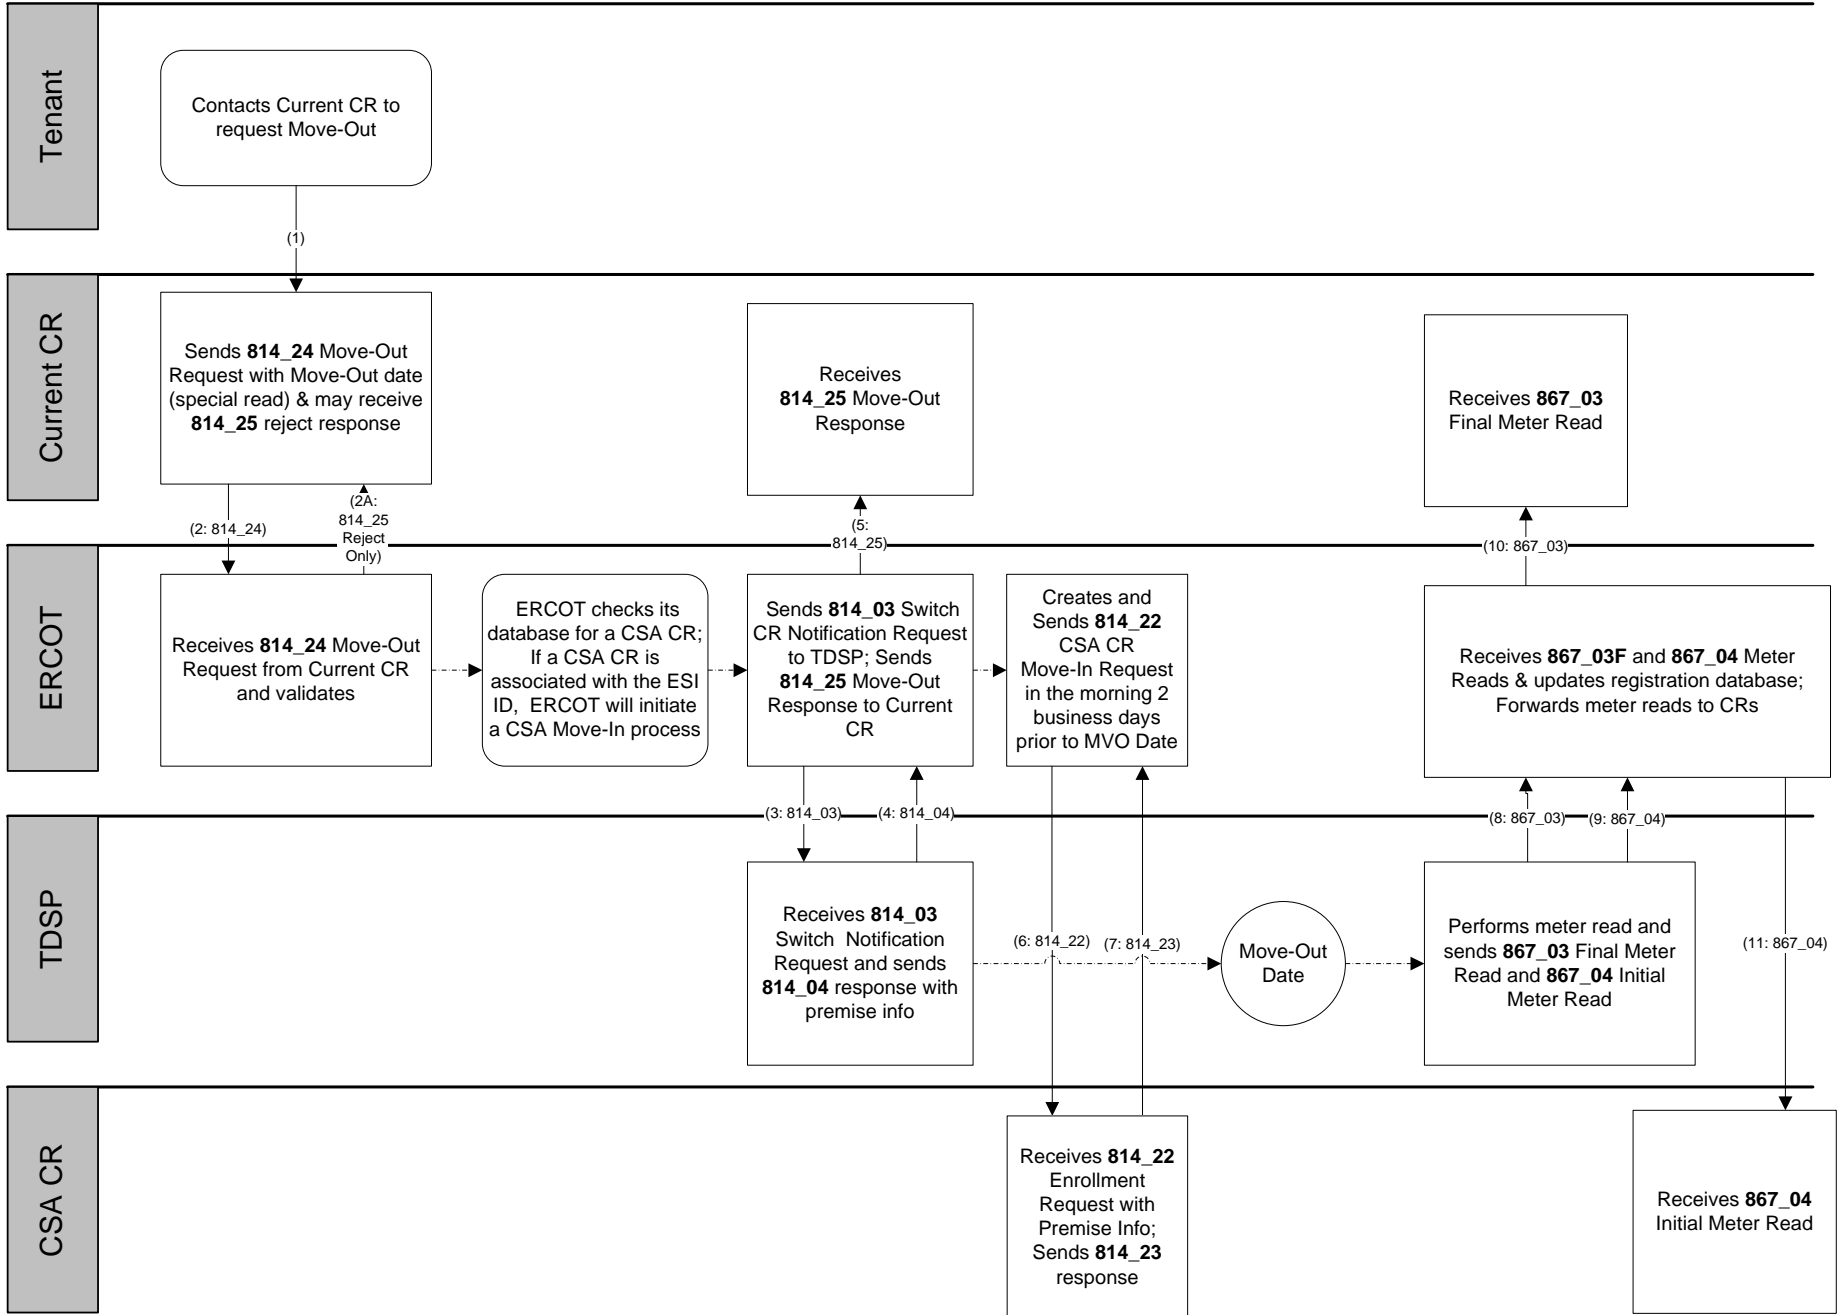 Tenant
Contacts Current CR to
request Move-Out
(1)
Current CR
Sends 814_24 Move-Out
Request with Move-Out date
(special read) & may receive
814_25 reject response
Receives
814_25 Move-Out
Response
Receives 867_03
Final Meter Read
(2: 814_24)
(2A:
814_25
Reject
Only)
(5:
814_25)
(10: 867_03)
ERCOT
Receives 814_24 Move-Out
Request from Current CR
and validates
ERCOT checks its
database for a CSA CR;
If a CSA CR is
associated with the ESI
ID, ERCOT will initiate
a CSA Move-In process
Sends 814_03 Switch
CR Notification Request
to TDSP; Sends
814_25 Move-Out
Response to Current
CR
Creates and
Sends 814_22
CSA CR
Move-In Request
in the morning 2
business days
prior to MVO Date
Receives 867_03F and 867_04 Meter
Reads & updates registration database;
Forwards meter reads to CRs
(3: 814_03)
(4: 814_04)
(8: 867_03)
(9: 867_04)
TDSP
Receives 814_03
Switch Notification
Request and sends
814_04 response with
premise info
(6: 814_22)
(7: 814_23)
Move-Out
Date
Performs meter read and
sends 867_03 Final Meter
Read and 867_04 Initial
Meter Read
(11: 867_04)
CSA CR
Receives 814_22
Enrollment
Request with
Premise Info;
Sends 814_23
response
Receives 867_04
Initial Meter Read